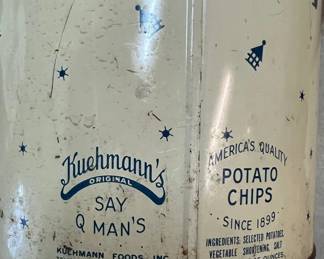 Kuehmann's
ORIGINAL
SAY
Q MAN'S
KUEHMANN FOODS, INC.
AMERICA'S QUALITY
POTATO
CHIPS
SINCE 1899
INGREDIENTS: SELECTED POTATOES,
VEGETABLE SHORTENING, SALT
OUNCES